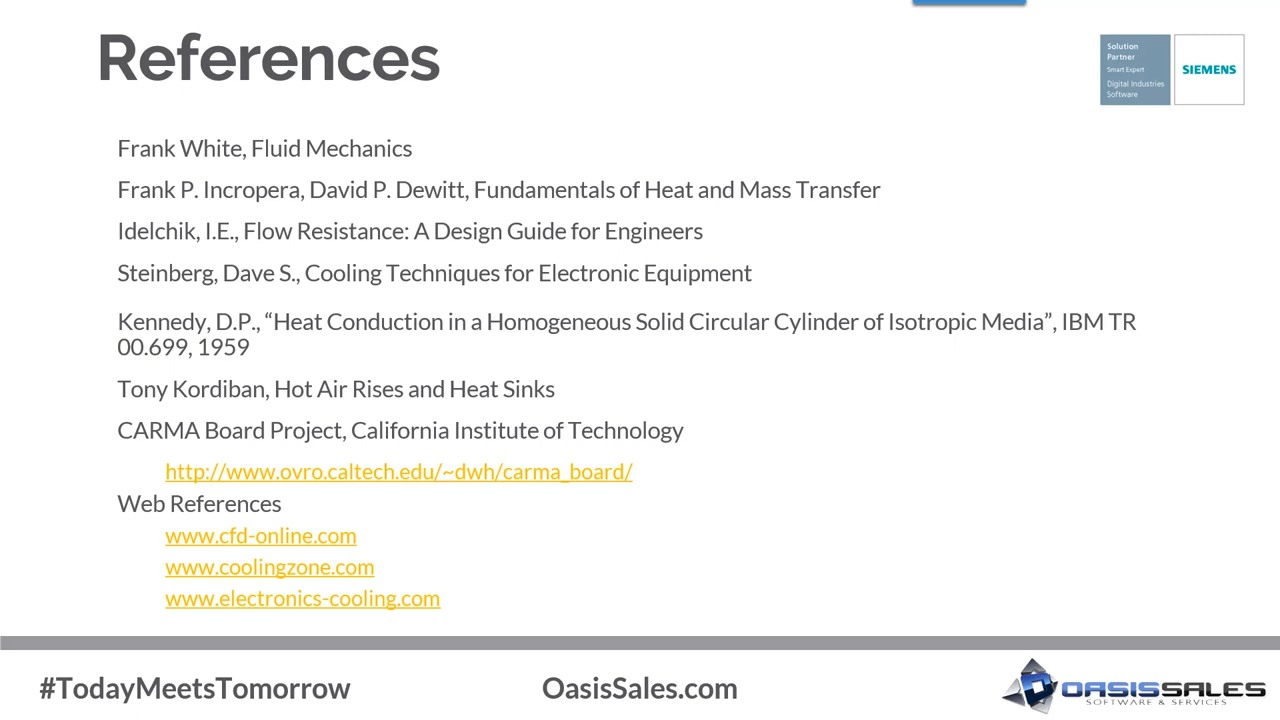 References
Solution
Partner
Smart Expert
Digital Industries
Software
SIEMENS
Frank White, Fluid Mechanics
Frank P. Incropera, David P. Dewitt, Fundamentals of Heat and Mass Transfer
Idelchik, I.E., Flow Resistance: A Design Guide for Engineers
Steinberg, Dave S., Cooling Techniques for Electronic Equipment
Kennedy, D.P., “Heat Conduction in a Homogeneous Solid Circular Cylinder of Isotropic Media”, IBM TR
00.699, 1959
Tony Kordiban, Hot Air Rises and Heat Sinks
CARMA Board Project, California Institute of Technology
http://www.ovro.caltech.edu/~dwh/carma_board/
Web References
www.cfd-online.com
www.coolingzone.com
www.electronics-cooling.com
#TodayMeetsTomorrow
OasisSales.com
OASISSALES
SOFTWARE & SERVICES